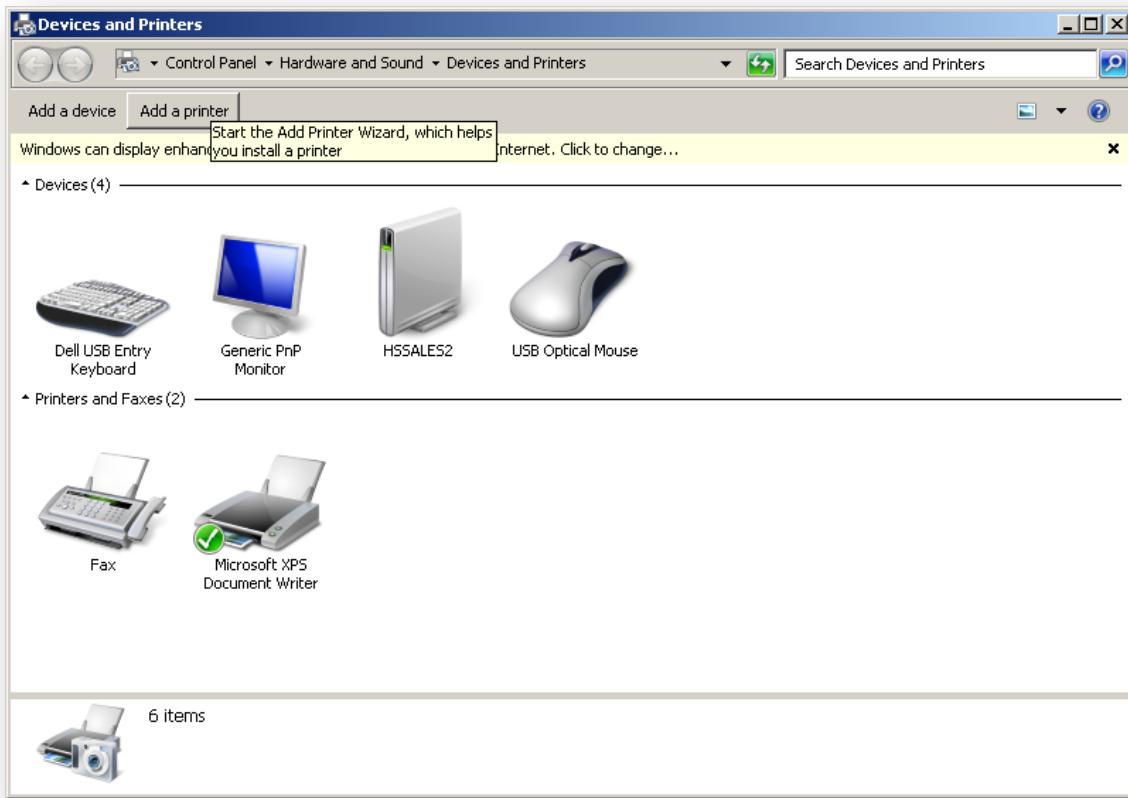 Devices and Printers
Control Panel Hardware and Sound Devices and Printers
Search Devices and Printers
Add a device Add a printer
Start the Add Printer Wizard, which helps
you install a printer
Windows can display enhan Internet. Click to change...
Devices (4)
Dell USB Entry
Keyboard
Generic PnP
Monitor
HSSALES2
USB Optical Mouse
Printers and Faxes (2)
Fax
Microsoft XPS
Document Writer
6 items